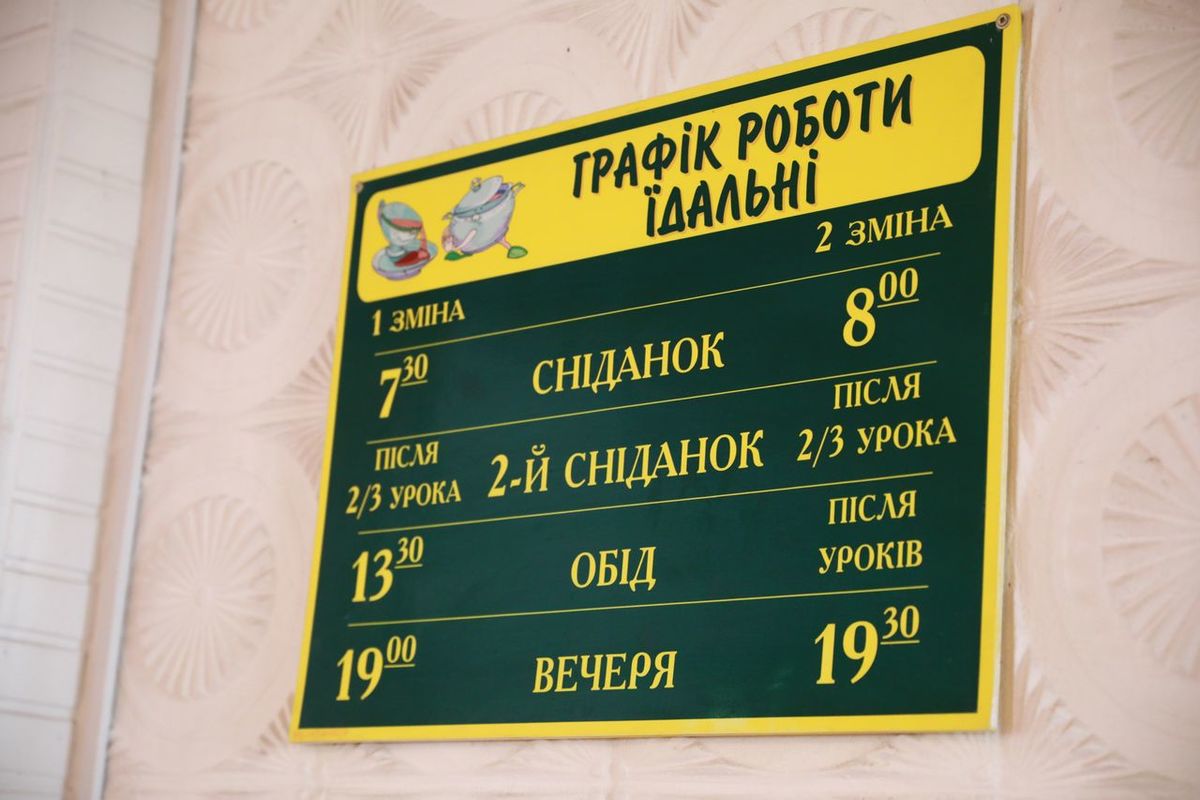 ГРАФІК РОБОТИ
ЇДАЛЬНІ
1 ЗМІНА 2 ЗМІНА
7³⁰ СНІДАНОК 8⁰⁰
ПІСЛЯ
2/3 УРОКА
2-Й СНІДАНОК
ПІСЛЯ
2/3 УРОКА
13³⁰ ОБІД
ПІСЛЯ
УРОКІВ
19⁰⁰ ВЕЧЕРЯ 19³⁰